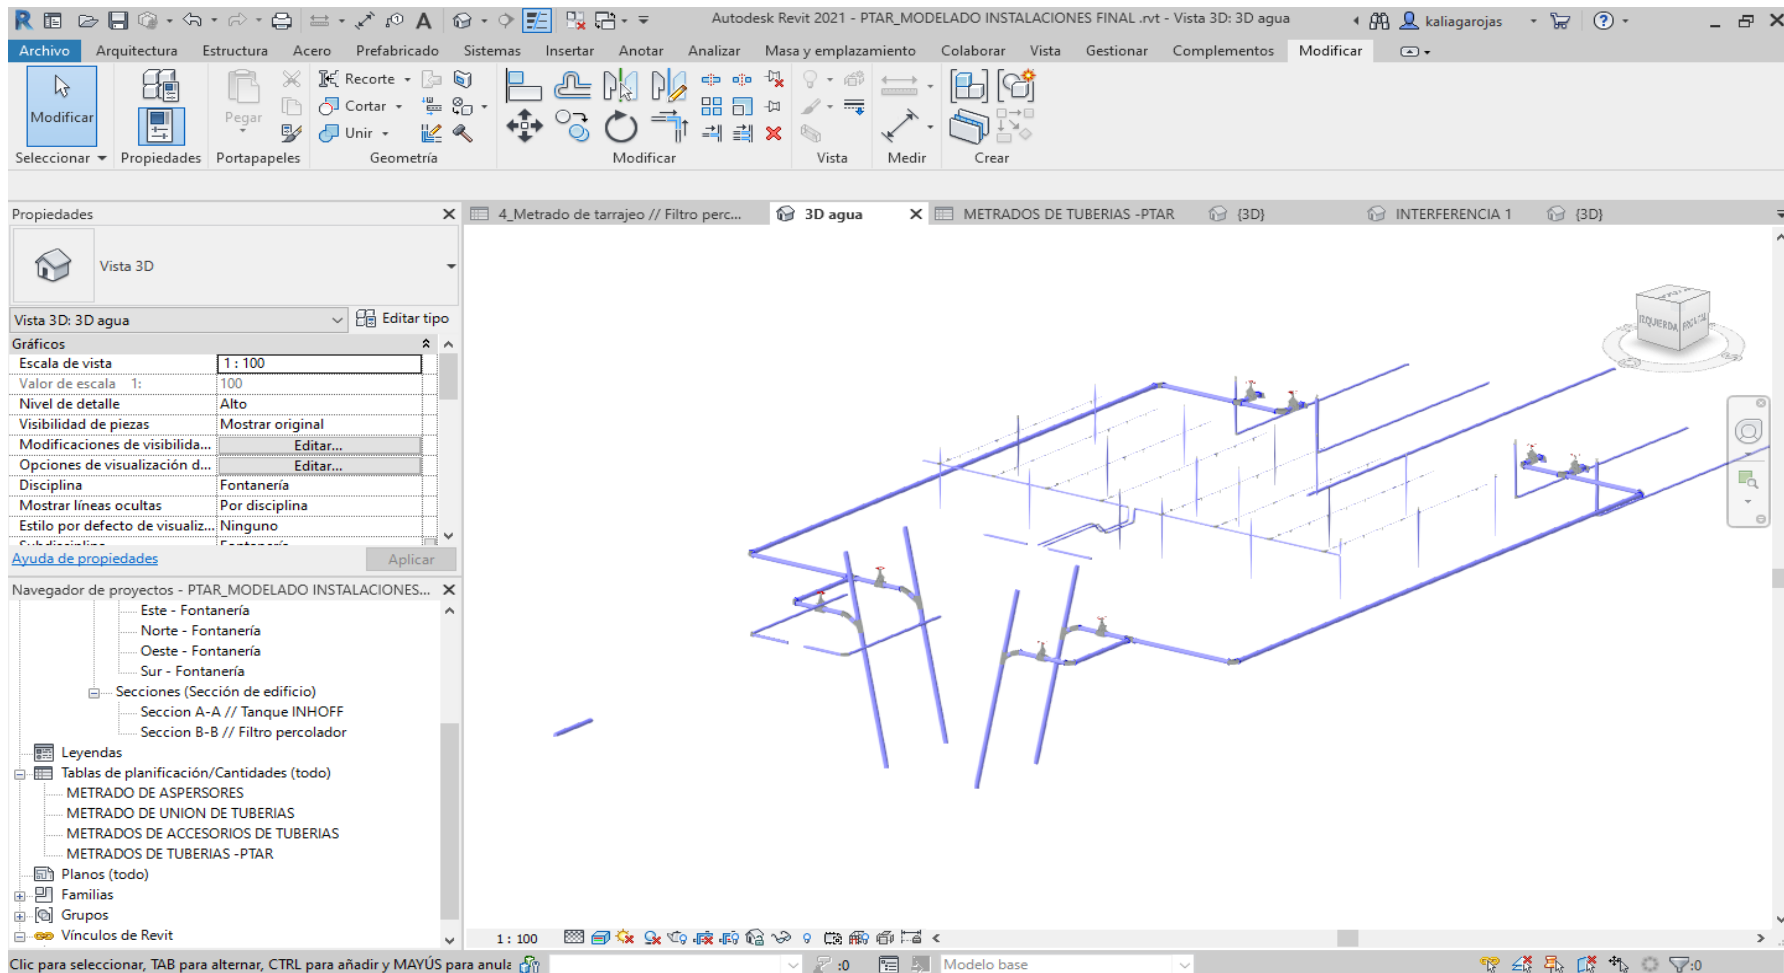 Autodesk Revit 2021 - PTAR_MODELADO INSTALACIONES FINAL .rvt - Vista 3D: 3D agua
kaliagarojas
Archivo Arquitectura Estructura Acero Prefabricado Sistemas Insertar Anotar Analizar Masa y emplazamiento Colaborar Vista Gestionar Complementos Modificar
Modificar
Pegar
Recorte
Cortar
Unir
Seleccionar Propiedades Portapapeles Geometría Modificar Vista Medir Crear
Propiedades
4_Metrado de tarrajeo // Filtro perc... 3D agua METRADOS DE TUBERIAS -PTAR {3D} INTERFERENCIA 1 {3D}
Vista 3D
Vista 3D: 3D agua Editar tipo
Gráficos
Escala de vista 1 : 100
Valor de escala 1: 100
Nivel de detalle Alto
Visibilidad de piezas Mostrar original
Modificaciones de visibilida... Editar...
Opciones de visualización d... Editar...
Disciplina Fontanería
Mostrar líneas ocultas Por disciplina
Estilo por defecto de visualiz... Ninguno
Ayuda de propiedades Aplicar
IZQUIERDA FRONTAL
Navegador de proyectos - PTAR_MODELADO INSTALACIONES...
Este - Fontanería
Norte - Fontanería
Oeste - Fontanería
Sur - Fontanería
Secciones (Sección de edificio)
Seccion A-A // Tanque INHOFF
Seccion B-B // Filtro percolador
Leyendas
Tablas de planificación/Cantidades (todo)
METRADO DE ASPERSORES
METRADO DE UNION DE TUBERIAS
METRADOS DE ACCESORIOS DE TUBERIAS
METRADOS DE TUBERIAS -PTAR
Planos (todo)
Familias
Grupos
Vínculos de Revit
1 : 100
Clic para seleccionar, TAB para alternar, CTRL para añadir y MAYÚS para anula :0 Modelo base :0